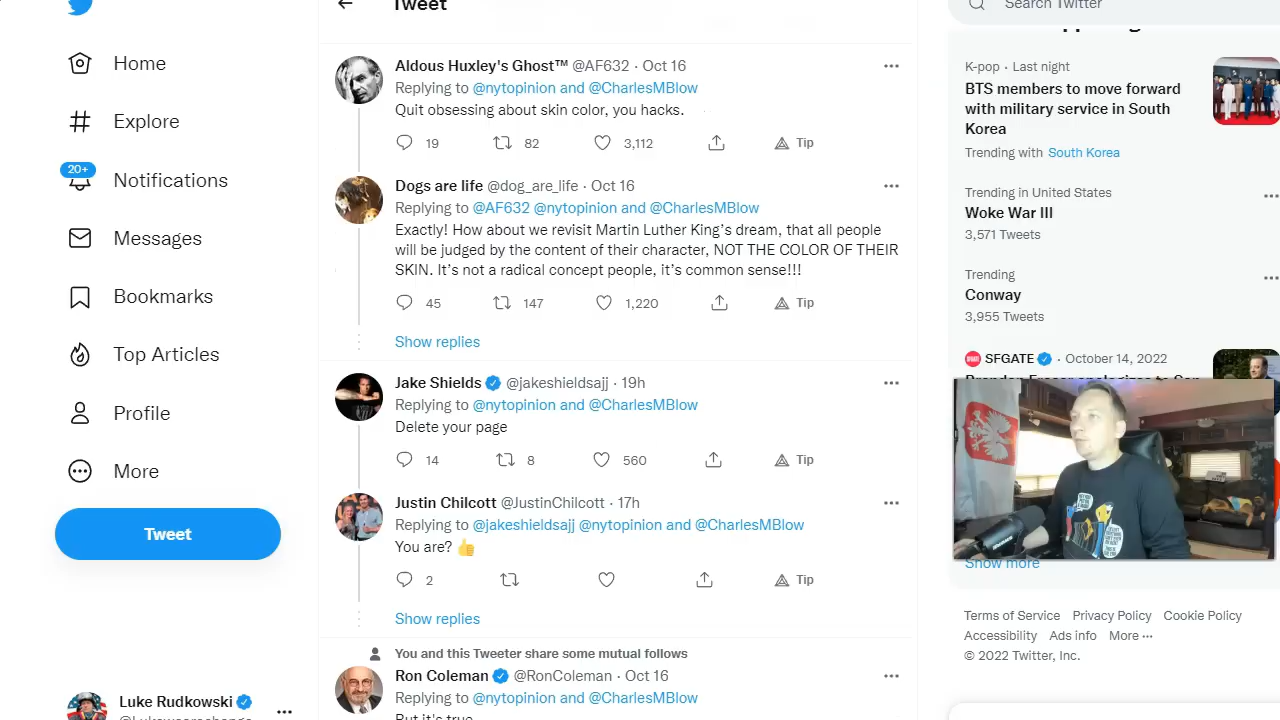 Tweet
Search Twitter
Home
Explore
20+
Notifications
Messages
Bookmarks
Top Articles
Profile
More
Tweet
Luke Rudkowski
Aldous Huxley's Ghost™ @AF632 · Oct 16
Replying to @nytopinion and @CharlesMBlow
Quit obsessing about skin color, you hacks.
19 82 3,112 Tip
Dogs are life @dog_are_life · Oct 16
Replying to @AF632 @nytopinion and @CharlesMBlow
Exactly! How about we revisit Martin Luther King's dream, that all people
will be judged by the content of their character, NOT THE COLOR OF THEIR
SKIN. It's not a radical concept people, it's common sense!!!
45 147 1,220 Tip
Show replies
Jake Shields @jakeshieldsajj · 19h
Replying to @nytopinion and @CharlesMBlow
Delete your page
14 8 560 Tip
Justin Chilcott @JustinChilcott · 17h
Replying to @jakeshieldsajj @nytopinion and @CharlesMBlow
You are? 👍
2 Tip
Show replies
You and this Tweeter share some mutual follows
Ron Coleman @RonColeman · Oct 16
Replying to @nytopinion and @CharlesMBlow
But it's true
K-pop · Last night
BTS members to move forward
with military service in South
Korea
Trending with South Korea
Trending in United States
Woke War III
3,571 Tweets
Trending
Conway
3,955 Tweets
SFGATE · October 14, 2022
Show more
Terms of Service Privacy Policy Cookie Policy
Accessibility Ads info More ···
© 2022 Twitter, Inc.